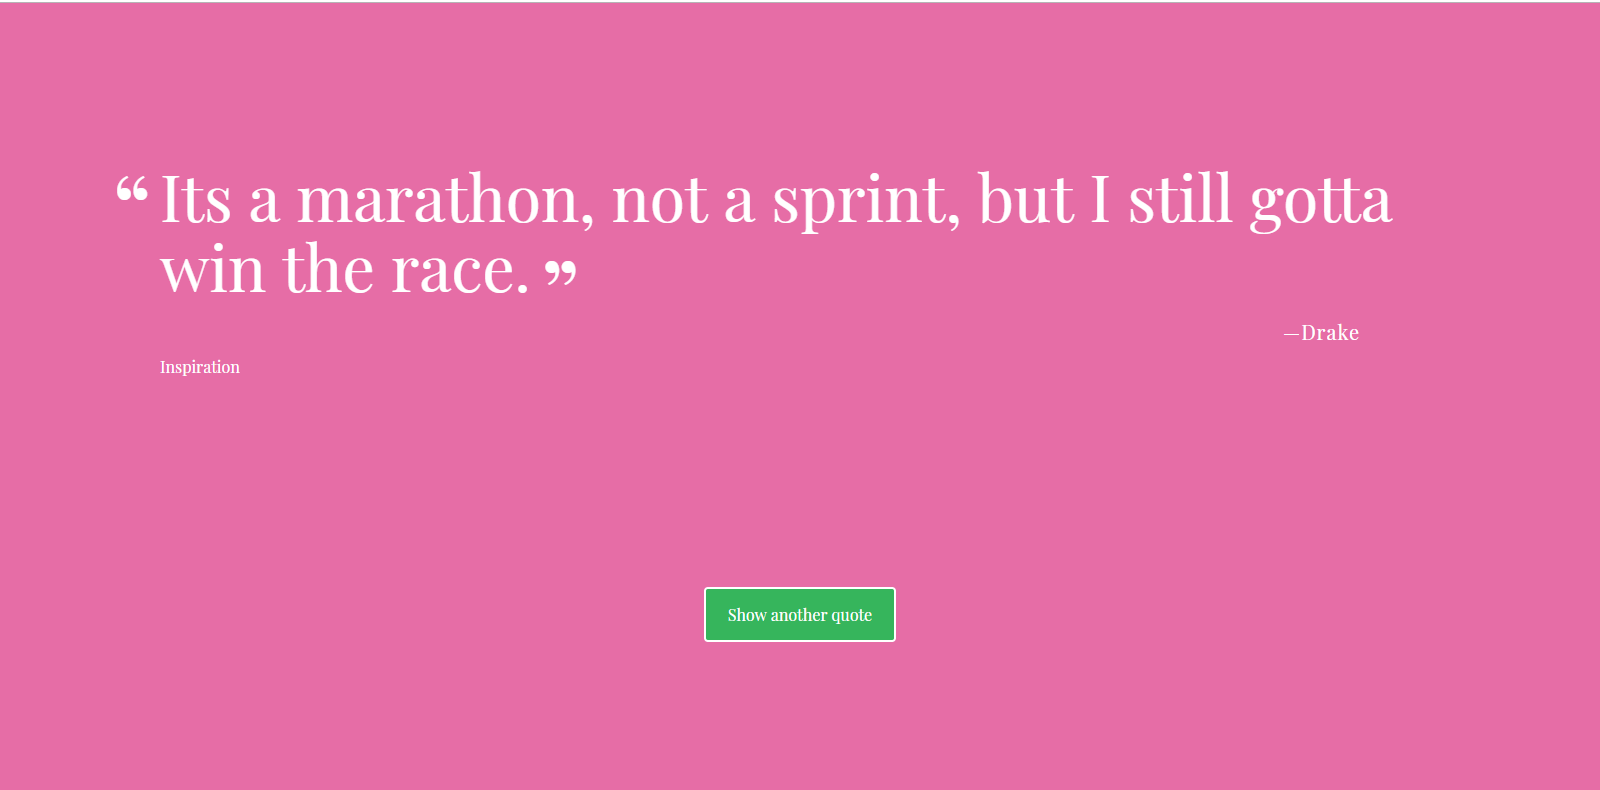 “ Its a marathon, not a sprint, but I still gotta
win the race. ”
—Drake
Inspiration
Show another quote